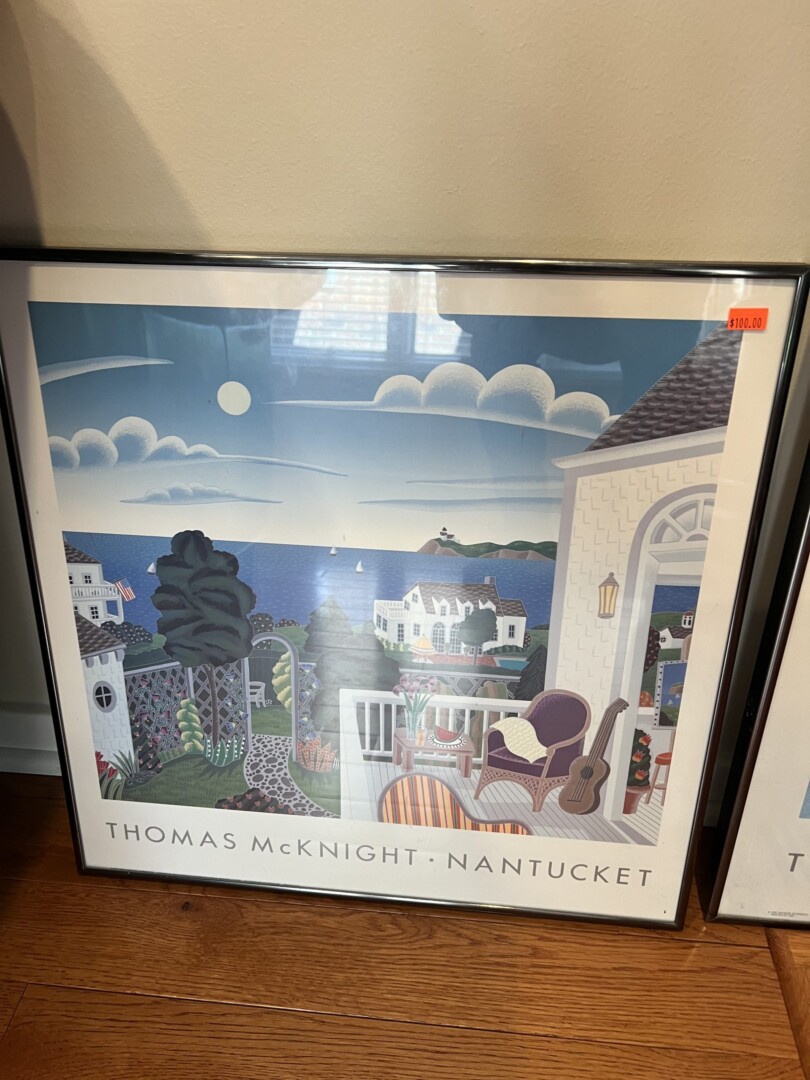 $100.00
THOMAS McKNIGHT · NANTUCKET
T